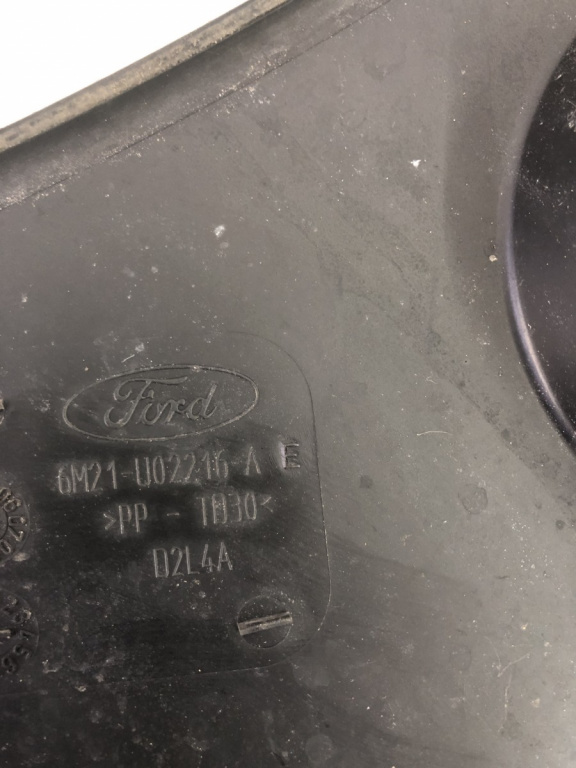 Ford
6M21-U02216-A E
>PP - TD30<
D2L4A